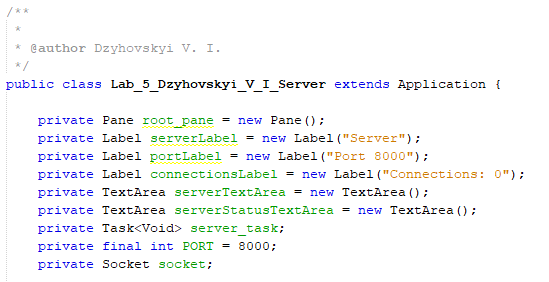 /**
 *
 * @author Dzyhovskyi V. I.
 */
public class Lab_5_Dzyhovskyi_V_I_Server extends Application {
    private Pane root_pane = new Pane();
    private Label serverLabel = new Label("Server");
    private Label portLabel = new Label("Port 8000");
    private Label connectionsLabel = new Label("Connections: 0");
    private TextArea serverTextArea = new TextArea();
    private TextArea serverStatusTextArea = new TextArea();
    private Task<Void> server_task;
    private final int PORT = 8000;
    private Socket socket;